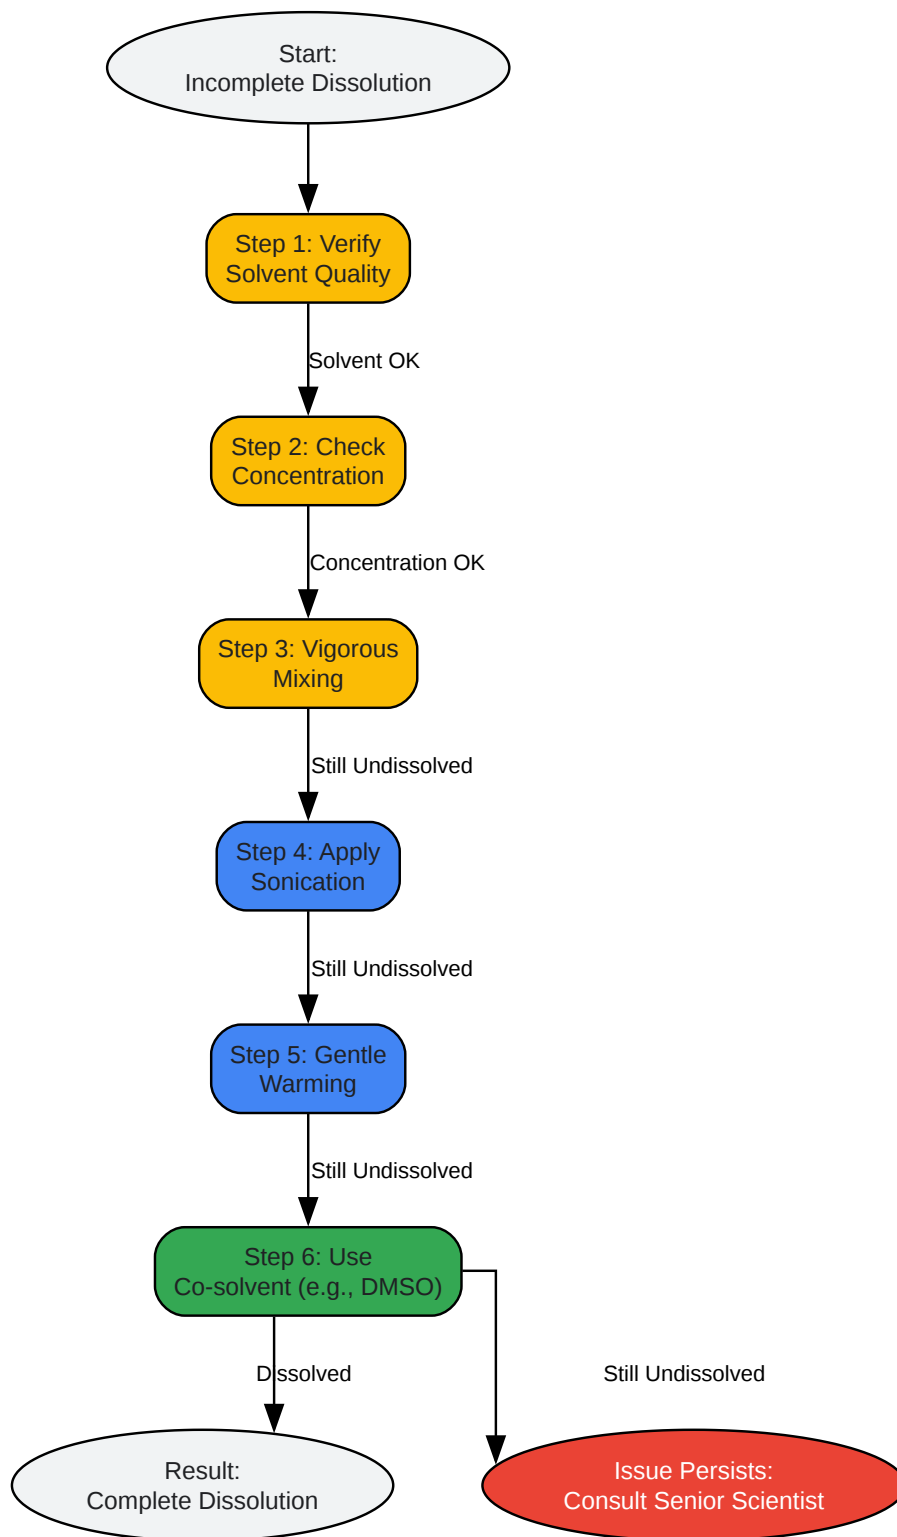 Start:
Incomplete Dissolution
Step 1: Verify
Solvent Quality
Solvent OK
Step 2: Check
Concentration
Concentration OK
Step 3: Vigorous
Mixing
Still Undissolved
Step 4: Apply
Sonication
Still Undissolved
Step 5: Gentle
Warming
Still Undissolved
Step 6: Use
Co-solvent (e.g., DMSO)
Dissolved
Still Undissolved
Result:
Complete Dissolution
Issue Persists:
Consult Senior Scientist